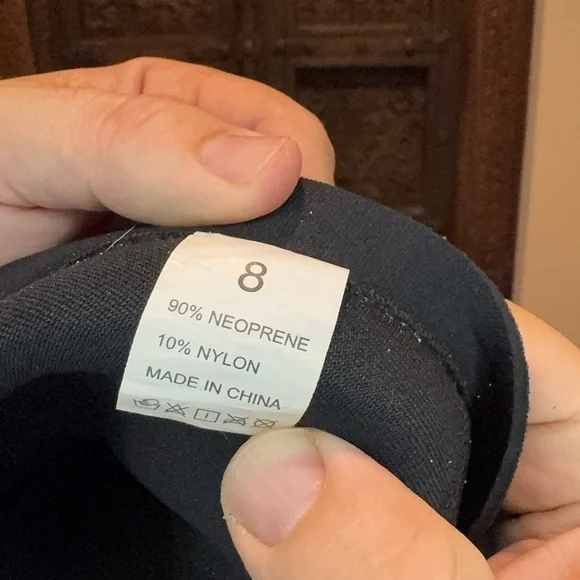 8
90% NEOPRENE
10% NYLON
MADE IN CHINA